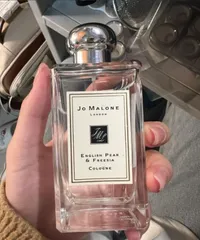 Jo Malone
London
English Pear
& Freesia
Cologne